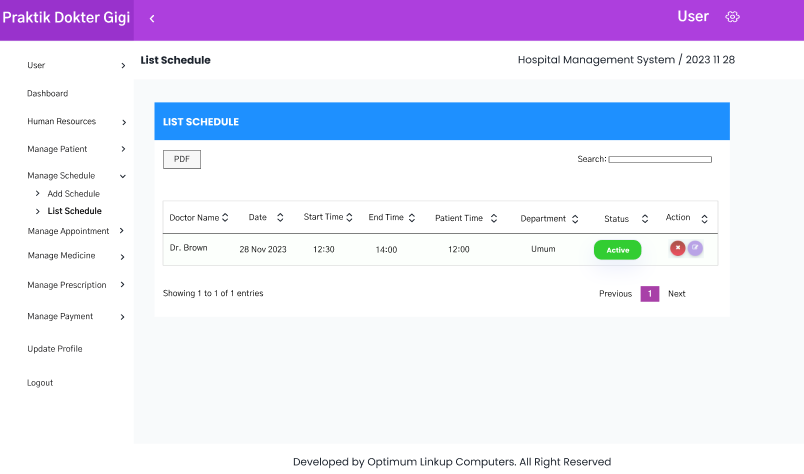 Praktik Dokter Gigi
User
User
Dashboard
Human Resources
Manage Patient
Manage Schedule
Add Schedule
List Schedule
Manage Appointment
Manage Medicine
Manage Prescription
Manage Payment
Update Profile
Logout
List Schedule
Hospital Management System / 2023 11 28
LIST SCHEDULE
PDF
Search:
Doctor Name Date Start Time End Time Patient Time Department Status Action
Dr. Brown 28 Nov 2023 12:30 14:00 12:00 Umum Active
Showing 1 to 1 of 1 entries
Previous 1 Next
Developed by Optimum Linkup Computers. All Right Reserved